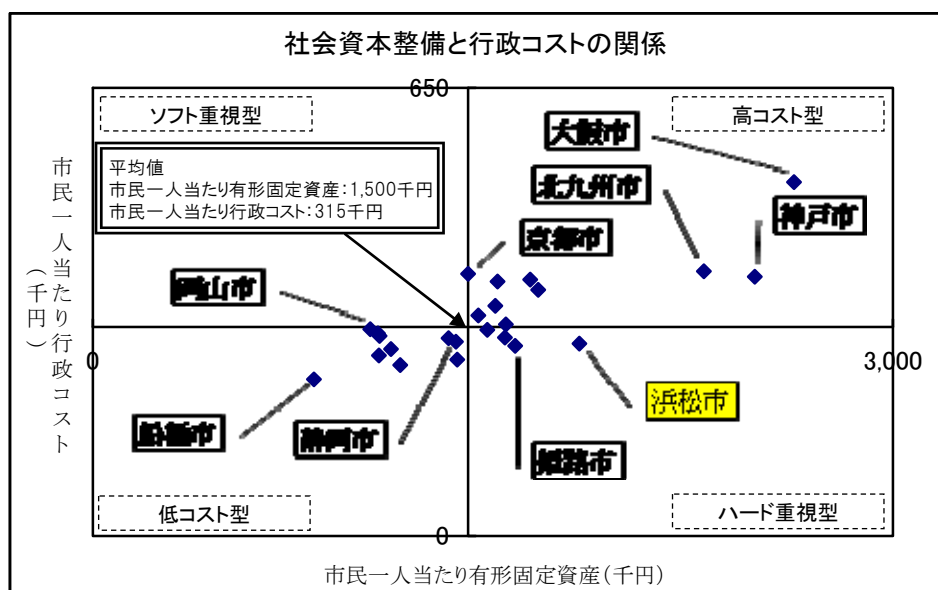 社会資本整備と行政コストの関係
650
ソフト重視型
高コスト型
大阪市
平均値
市民一人当たり有形固定資産:1,500千円
市民一人当たり行政コスト:315千円
北九州市
神戸市
京都市
岡山市
市民一人当たり行政コスト
(千円)
0
3,000
浜松市
船橋市
静岡市
姫路市
低コスト型
ハード重視型
0
市民一人当たり有形固定資産(千円)